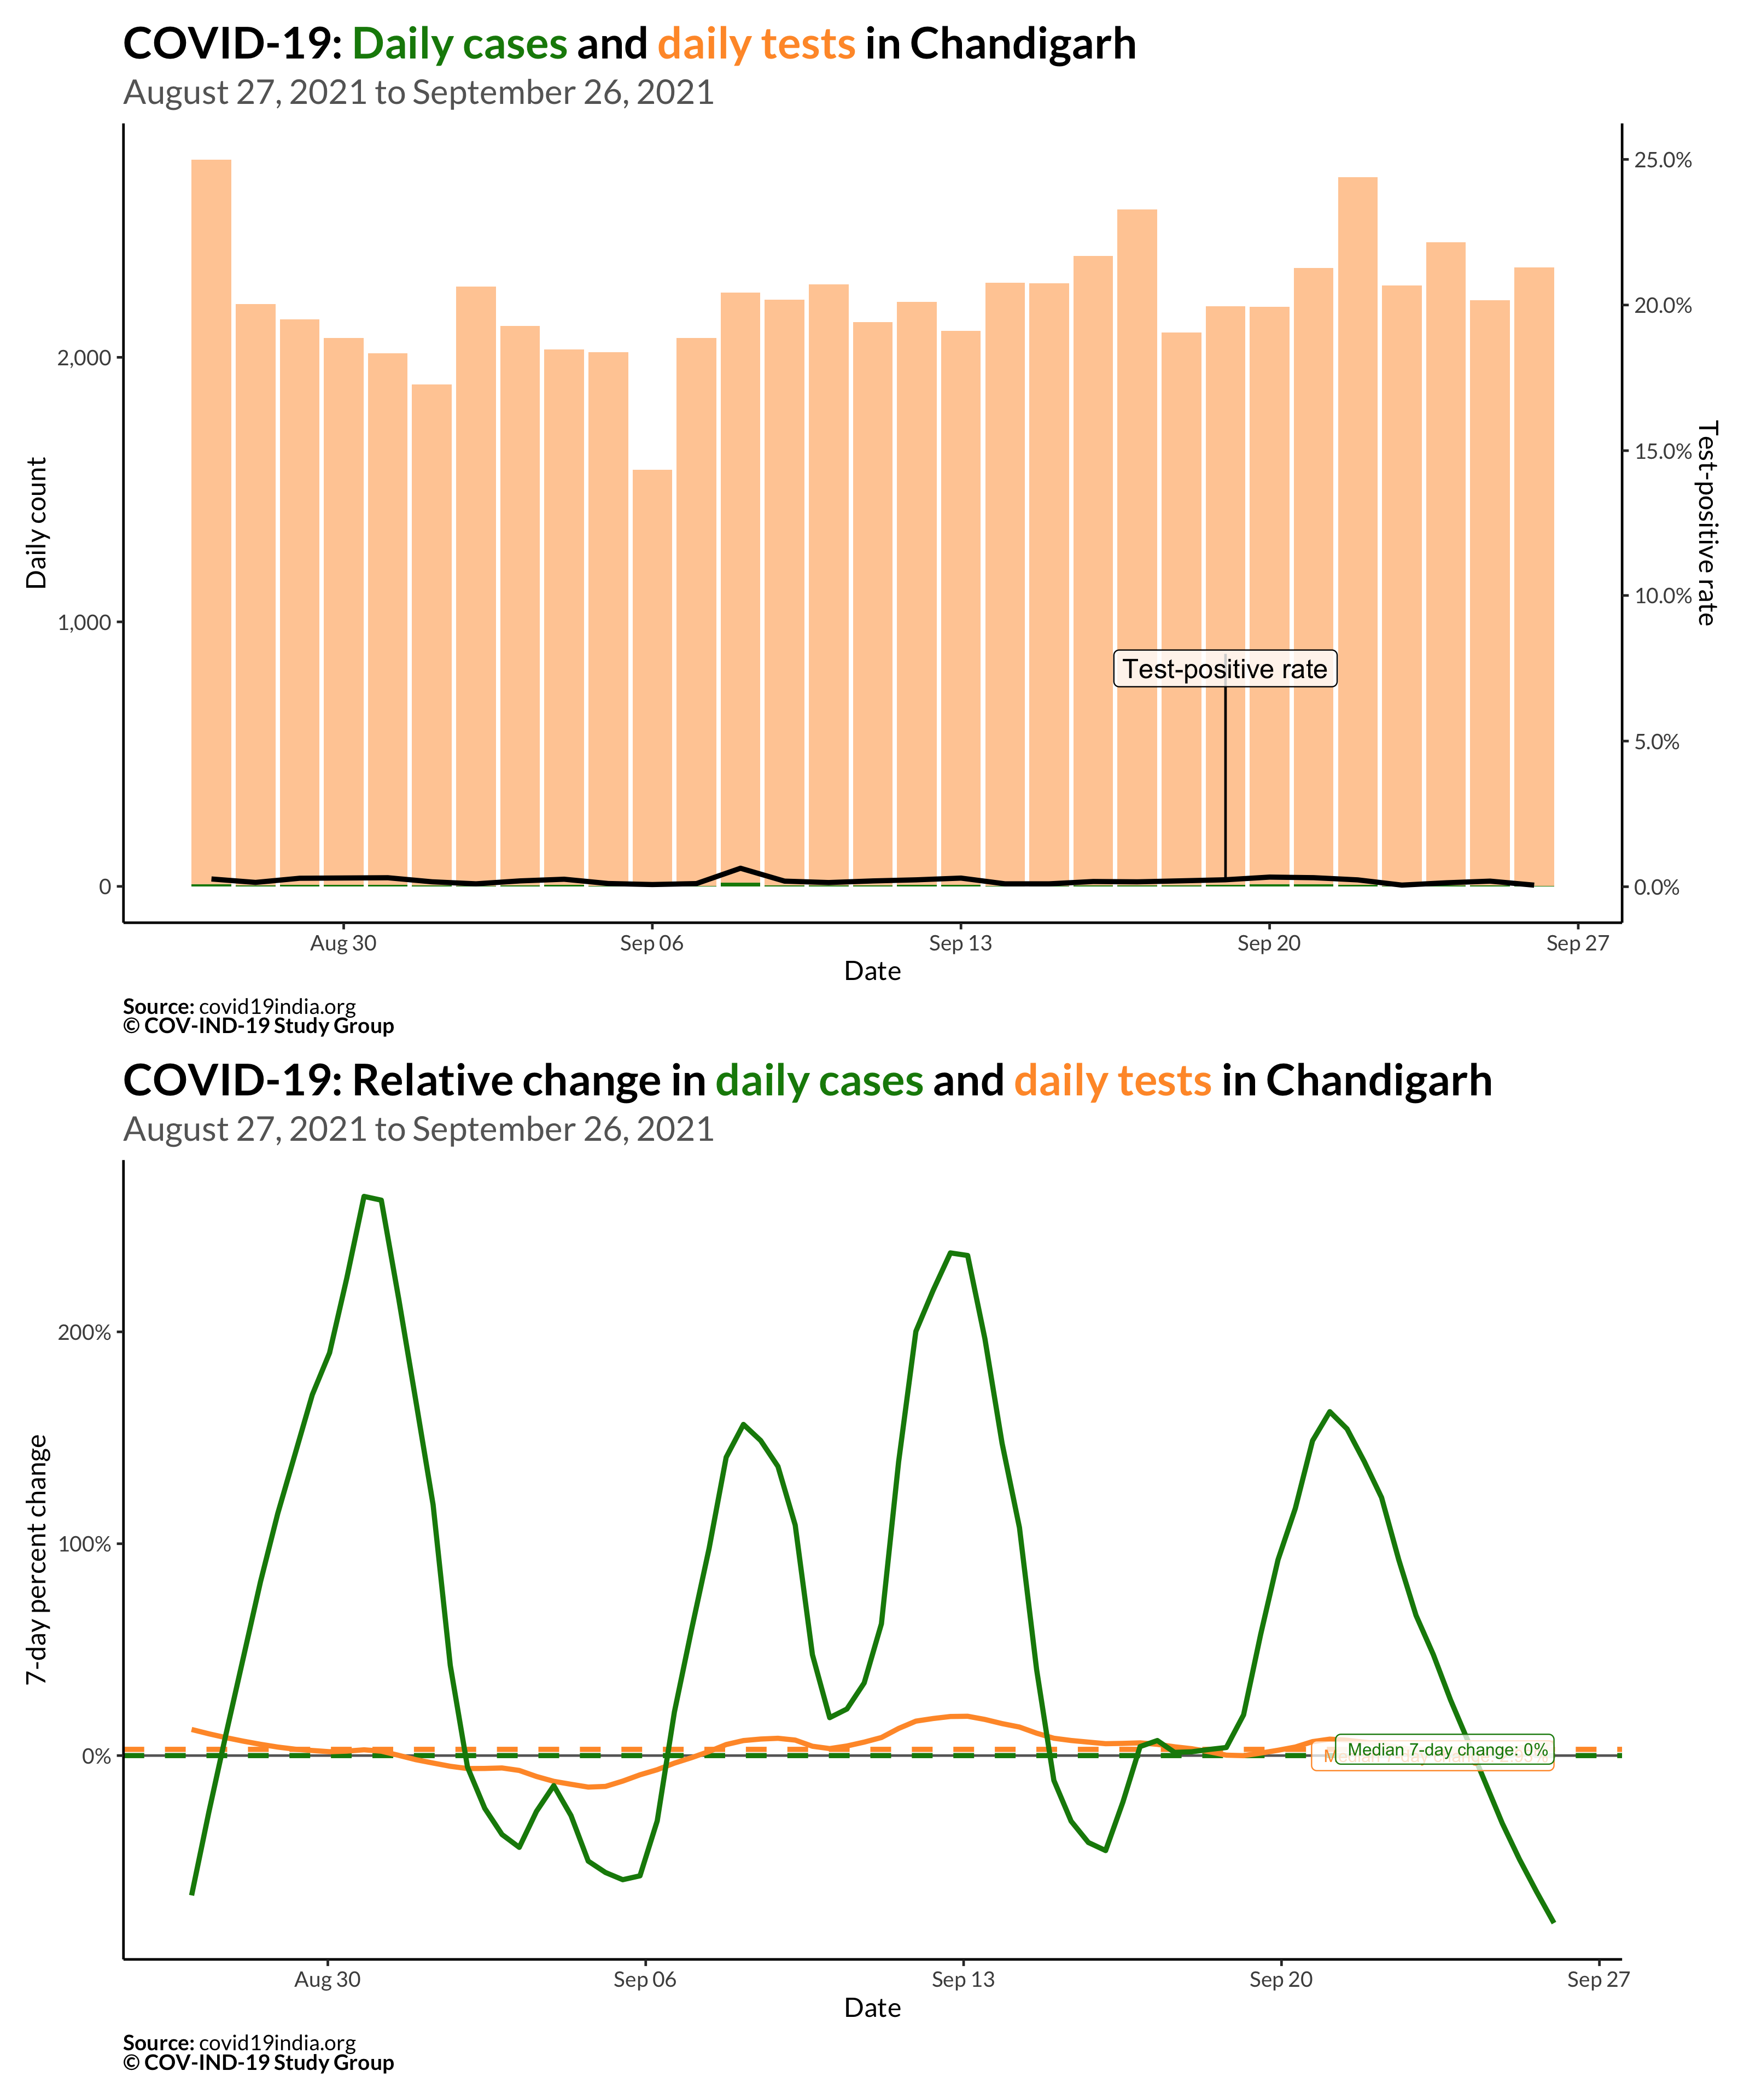 COVID-19: Daily cases and daily tests in Chandigarh
August 27, 2021 to September 26, 2021
Daily count
2,000
1,000
0
25.0%
20.0%
15.0%
10.0%
5.0%
0.0%
Test-positive rate
Test-positive rate
Aug 30
Sep 06
Sep 13
Sep 20
Sep 27
Date
Source: covid19india.org
© COV-IND-19 Study Group
COVID-19: Relative change in daily cases and daily tests in Chandigarh
August 27, 2021 to September 26, 2021
7-day percent change
200%
100%
0%
Median 7-day change: 0%
Aug 30
Sep 06
Sep 13
Sep 20
Sep 27
Date
Source: covid19india.org
© COV-IND-19 Study Group